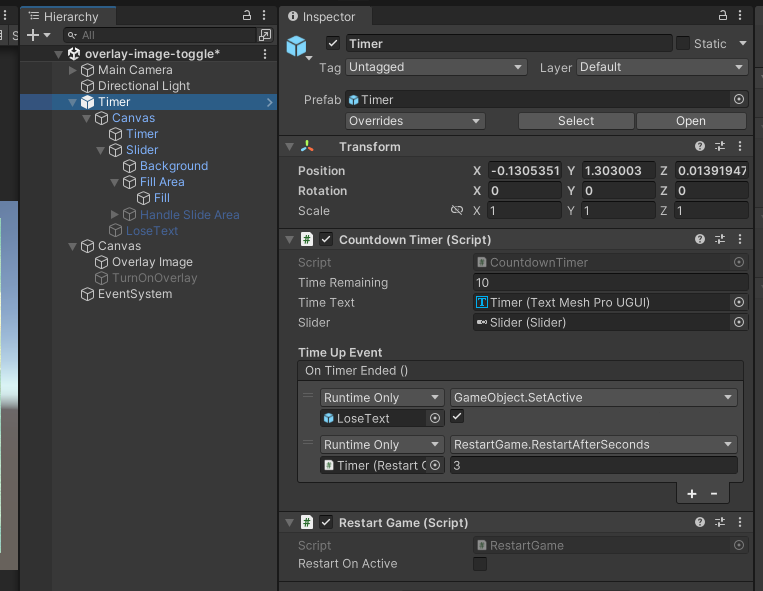 Hierarchy
All
overlay-image-toggle*
Main Camera
Directional Light
Timer
Canvas
Timer
Slider
Background
Fill Area
Fill
Handle Slide Area
LoseText
Canvas
Overlay Image
TurnOnOverlay
EventSystem
Inspector
Timer
Static
Tag Untagged Layer Default
Prefab Timer
Overrides Select Open
Transform
Position X -0.1305351 Y 1.303003 Z 0.01391947
Rotation X 0 Y 0 Z 0
Scale X 1 Y 1 Z 1
Countdown Timer (Script)
Script CountdownTimer
Time Remaining 10
Time Text Timer (Text Mesh Pro UGUI)
Slider Slider (Slider)
Time Up Event
On Timer Ended ()
Runtime Only GameObject.SetActive
LoseText
Runtime Only RestartGame.RestartAfterSeconds
Timer (Restart 3
Restart Game (Script)
Script RestartGame
Restart On Active